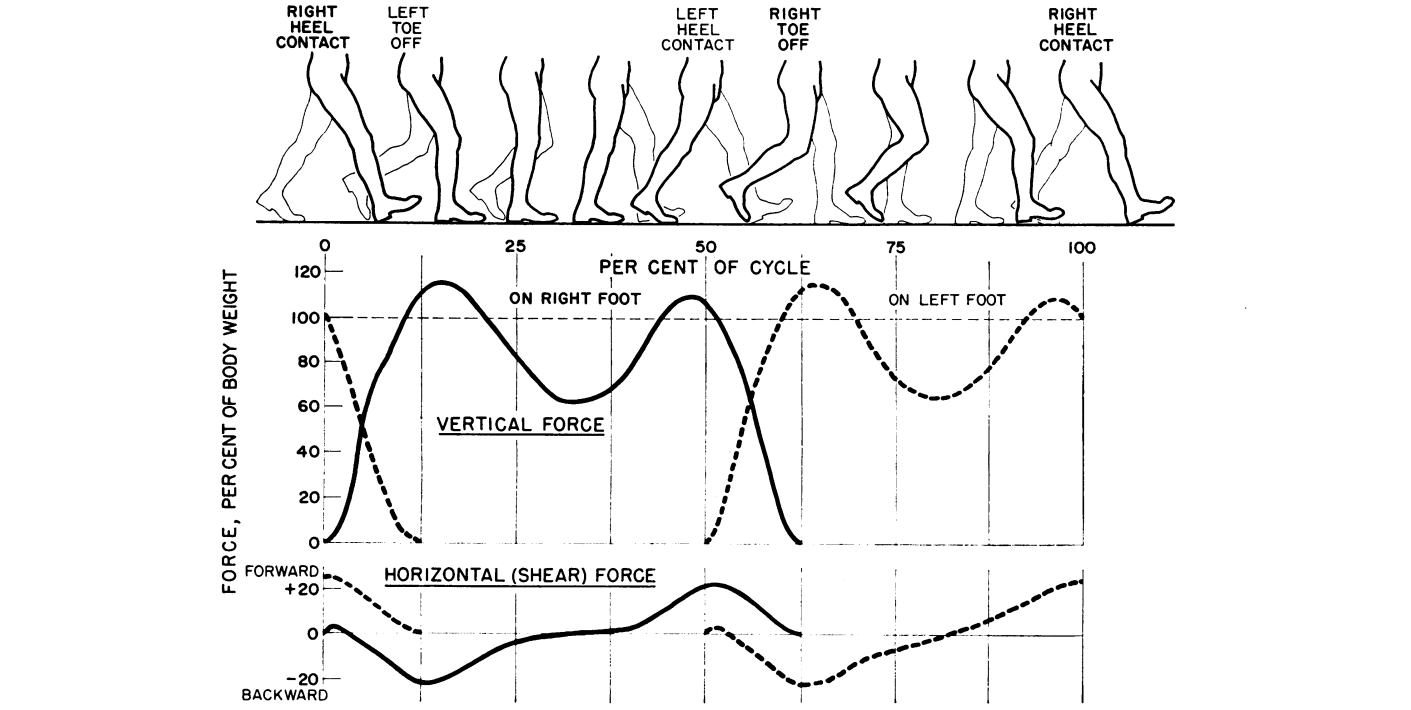 RIGHT
HEEL
CONTACT
LEFT
TOE
OFF
LEFT
HEEL
CONTACT
RIGHT
TOE
OFF
RIGHT
HEEL
CONTACT
0
25
50
75
100
PER CENT OF CYCLE
FORCE, PER CENT OF BODY WEIGHT
120
100
80
60
40
20
0
ON RIGHT FOOT
ON LEFT FOOT
VERTICAL FORCE
FORWARD
+20
0
-20
BACKWARD
HORIZONTAL (SHEAR) FORCE